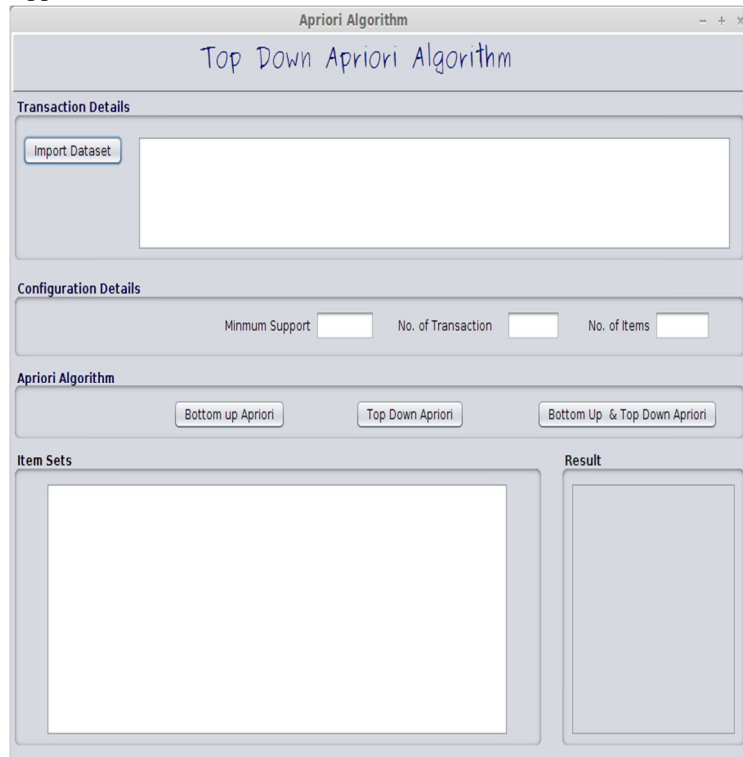 Apriori Algorithm
Top Down Apriori Algorithm
Transaction Details
Import Dataset
Configuration Details
Minmum Support
No. of Transaction
No. of Items
Apriori Algorithm
Bottom up Apriori
Top Down Apriori
Bottom Up & Top Down Apriori
Item Sets
Result